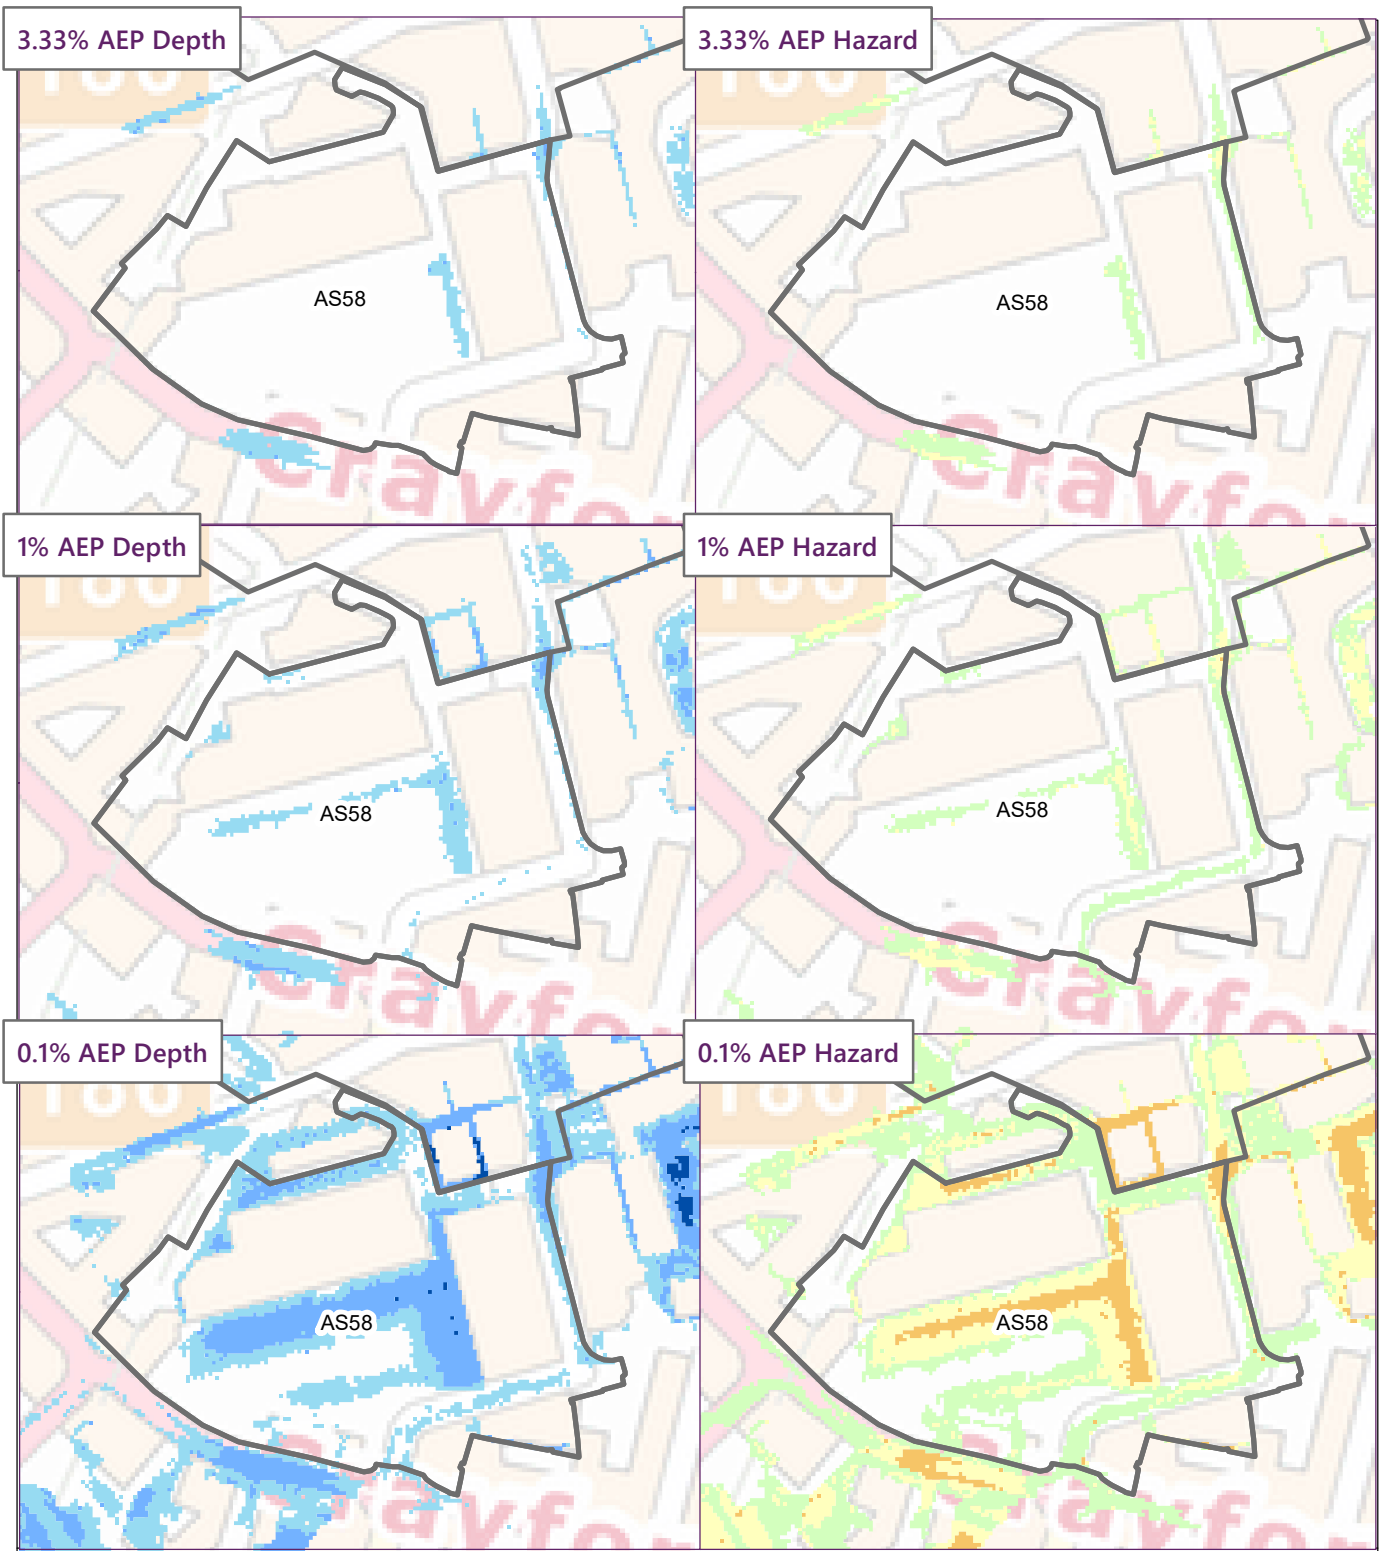 3.33% AEP Depth
3.33% AEP Hazard
AS58
AS58
1% AEP Depth
1% AEP Hazard
AS58
AS58
0.1% AEP Depth
0.1% AEP Hazard
AS58
AS58